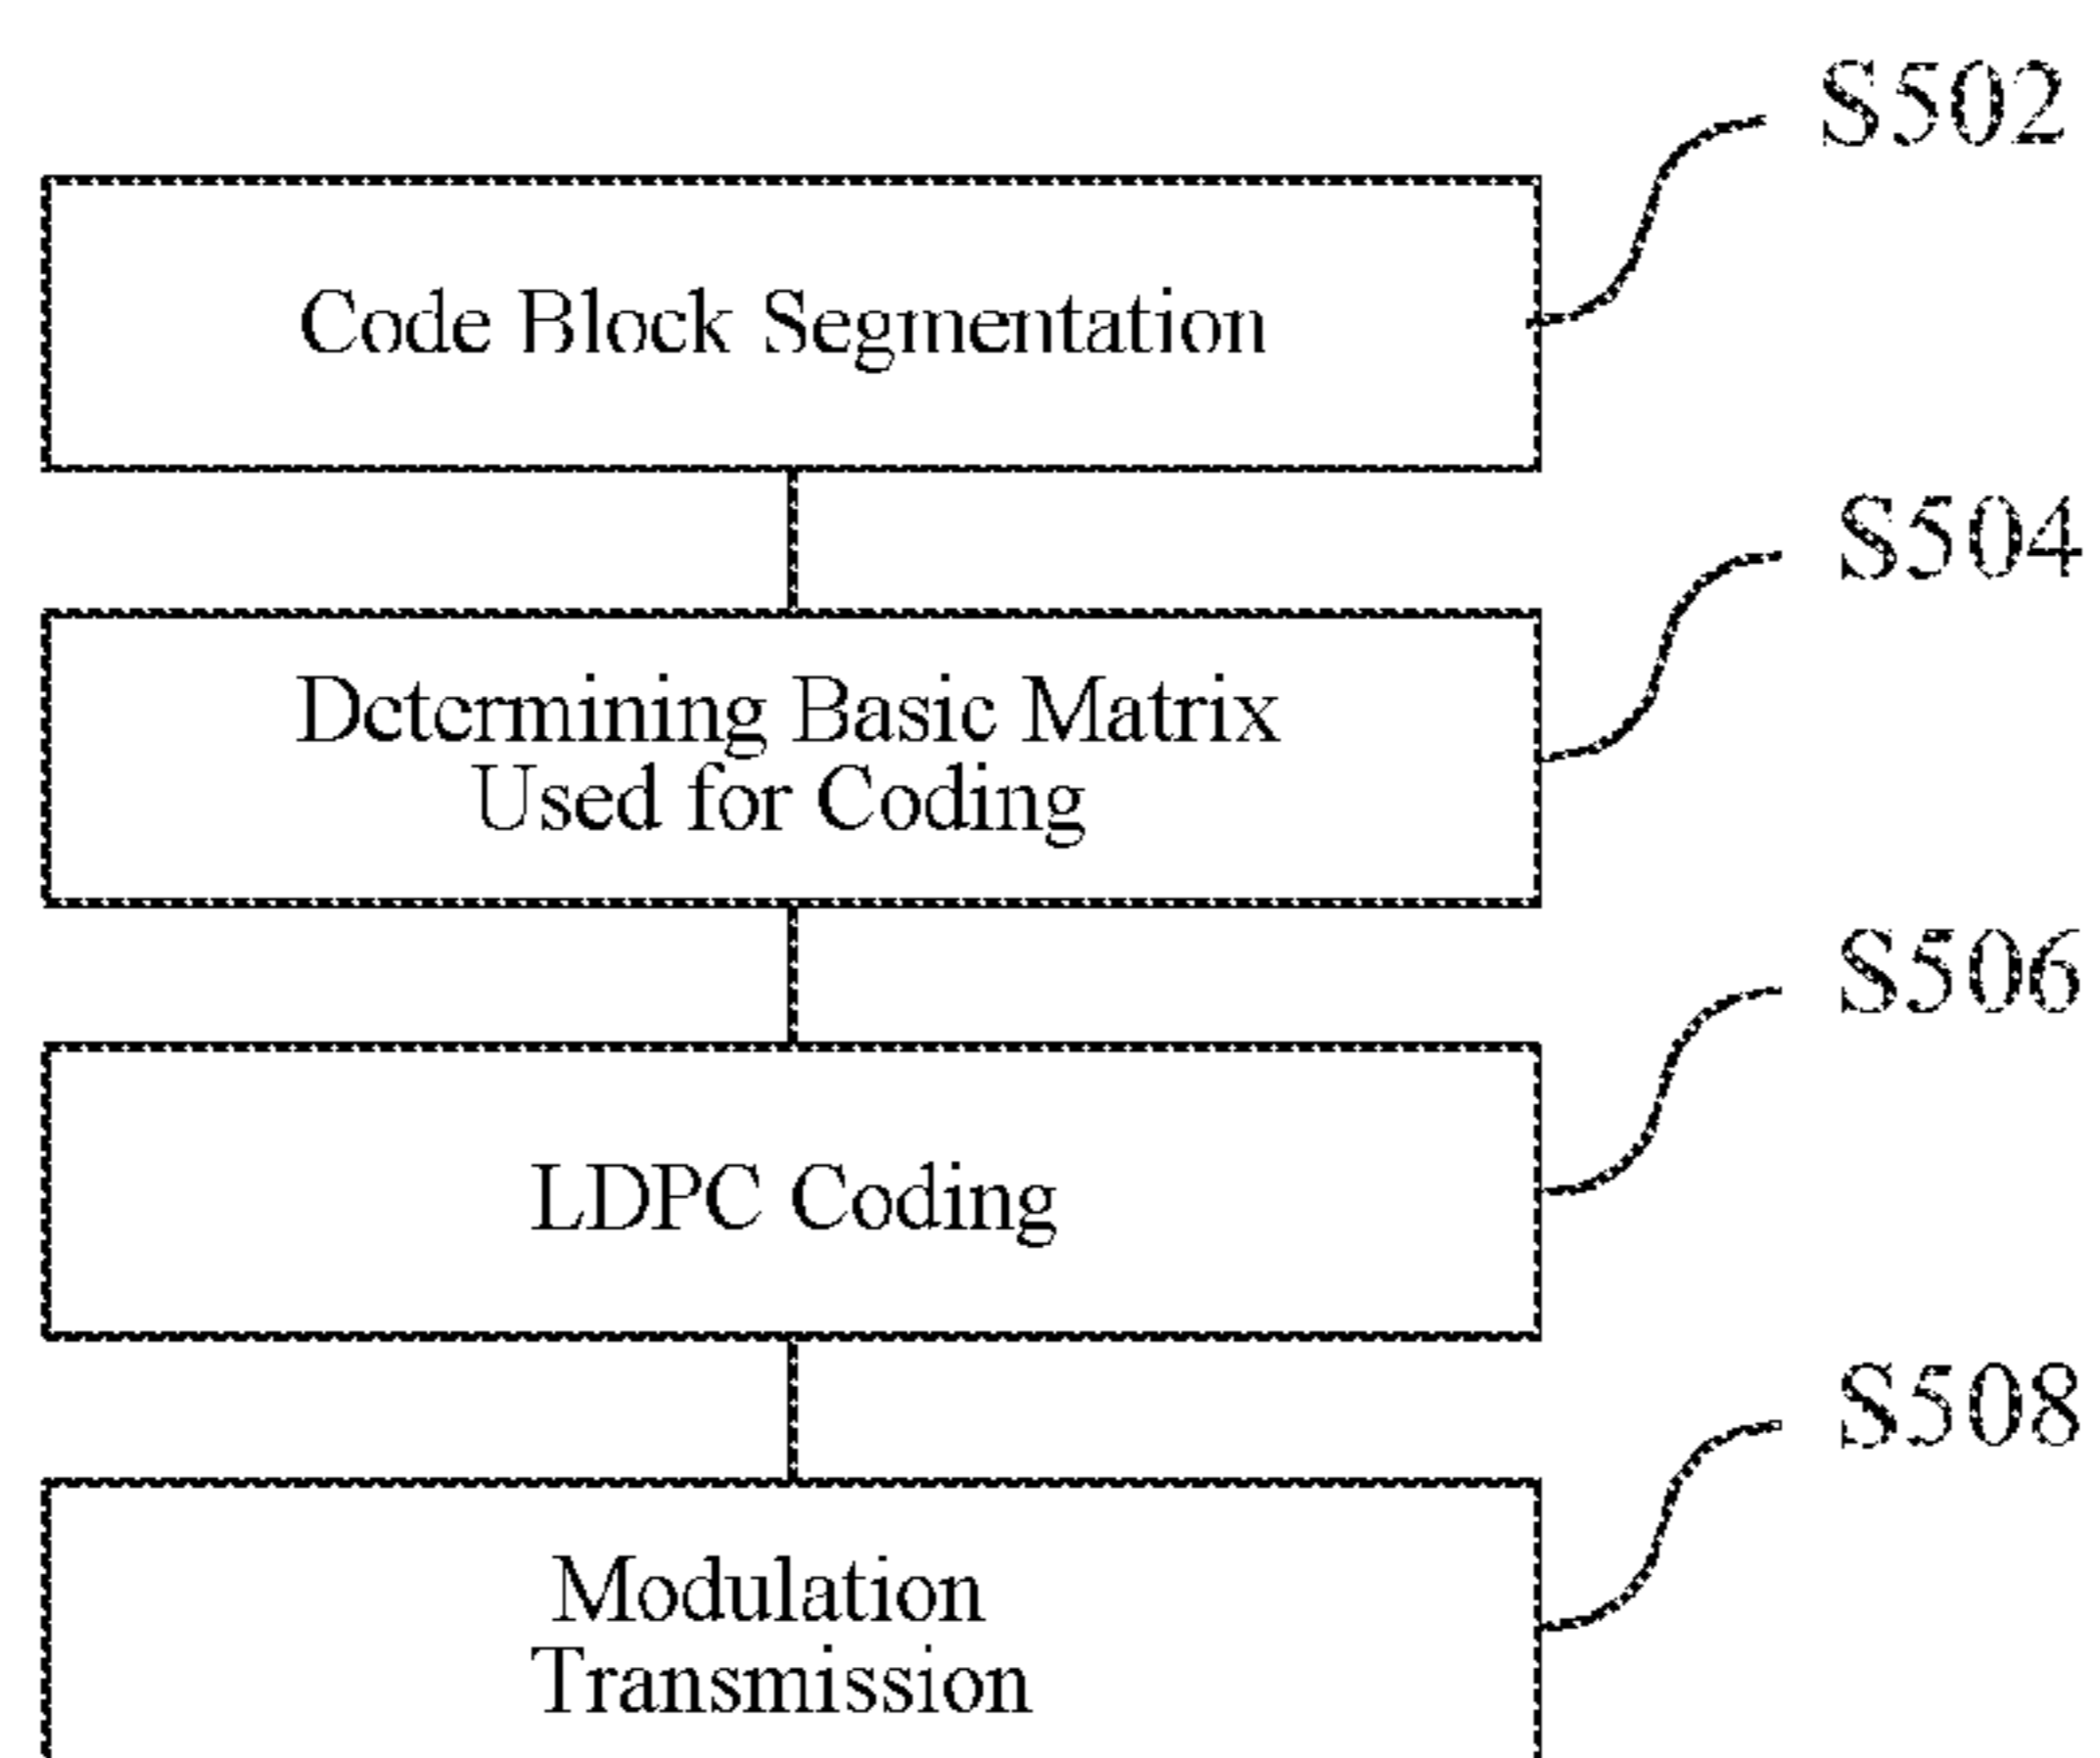 S502
Code Block Segmentation
S504
Determining Basic Matrix
Used for Coding
S506
LDPC Coding
S508
Modulation
Transmission